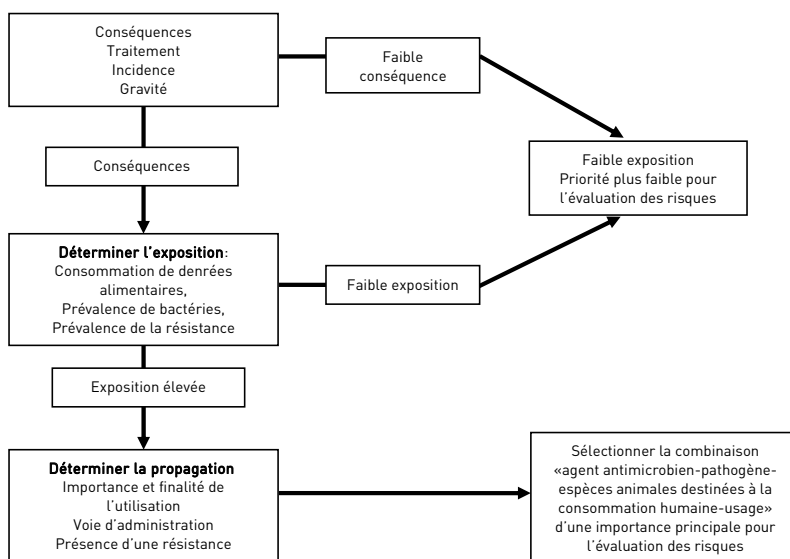 Conséquences
Traitement
Incidence
Gravité
Faible
conséquence
Conséquences
Faible exposition
Priorité plus faible pour
l’évaluation des risques
Déterminer l’exposition:
Consommation de denrées
alimentaires,
Prévalence de bactéries,
Prévalence de la résistance
Faible exposition
Exposition élevée
Déterminer la propagation
Importance et finalité de
l’utilisation
Voie d’administration
Présence d’une résistance
Sélectionner la combinaison
«agent antimicrobien-pathogène-
espèces animales destinées à la
consommation humaine-usage»
d’une importance principale pour
l’évaluation des risques